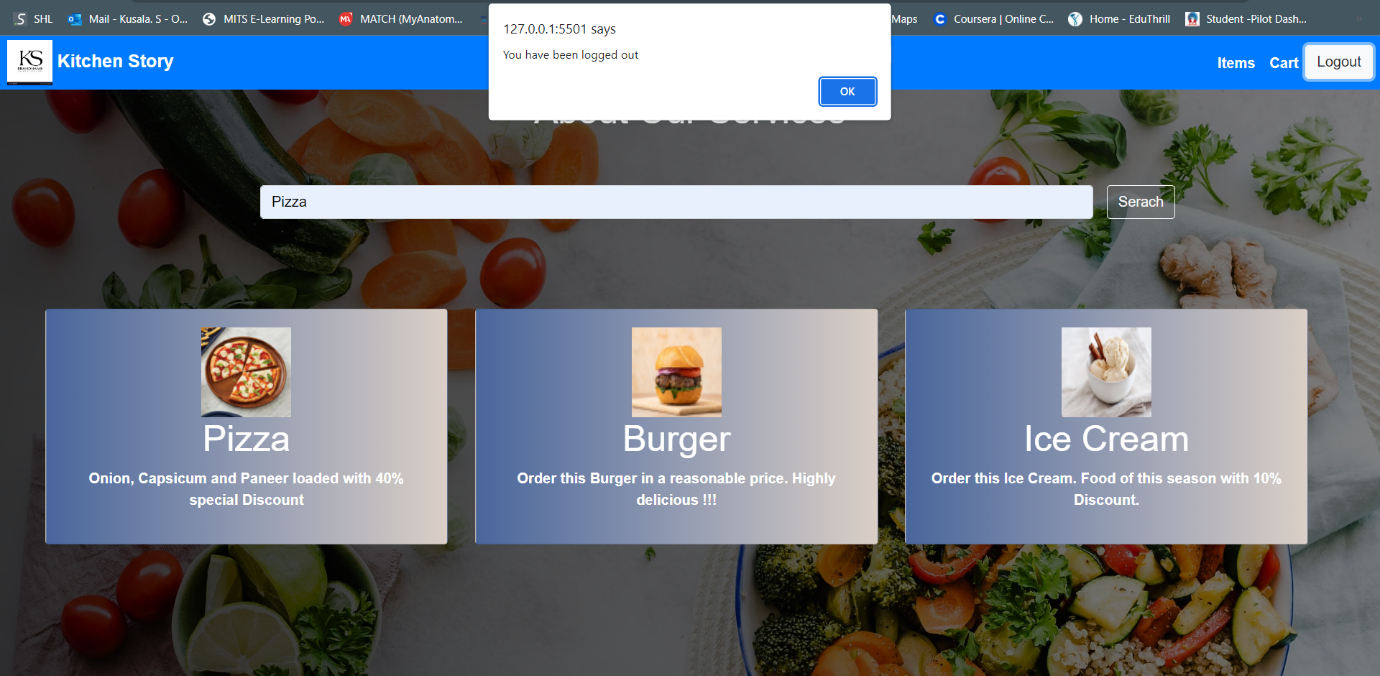 SHL
Mail - Kusala. S - O...
MITS E-Learning Po...
MATCH (MyAnatom...
Maps
Coursera | Online C...
Home - EduThrill
Student -Pilot Dash...
127.0.0.1:5501 says
You have been logged out
OK
KS
Kitchen Story
Items
Cart
Logout
About Our Services
Pizza
Serach
Pizza
Onion, Capsicum and Paneer loaded with 40%
special Discount
Burger
Order this Burger in a reasonable price. Highly
delicious !!!
Ice Cream
Order this Ice Cream. Food of this season with 10%
Discount.